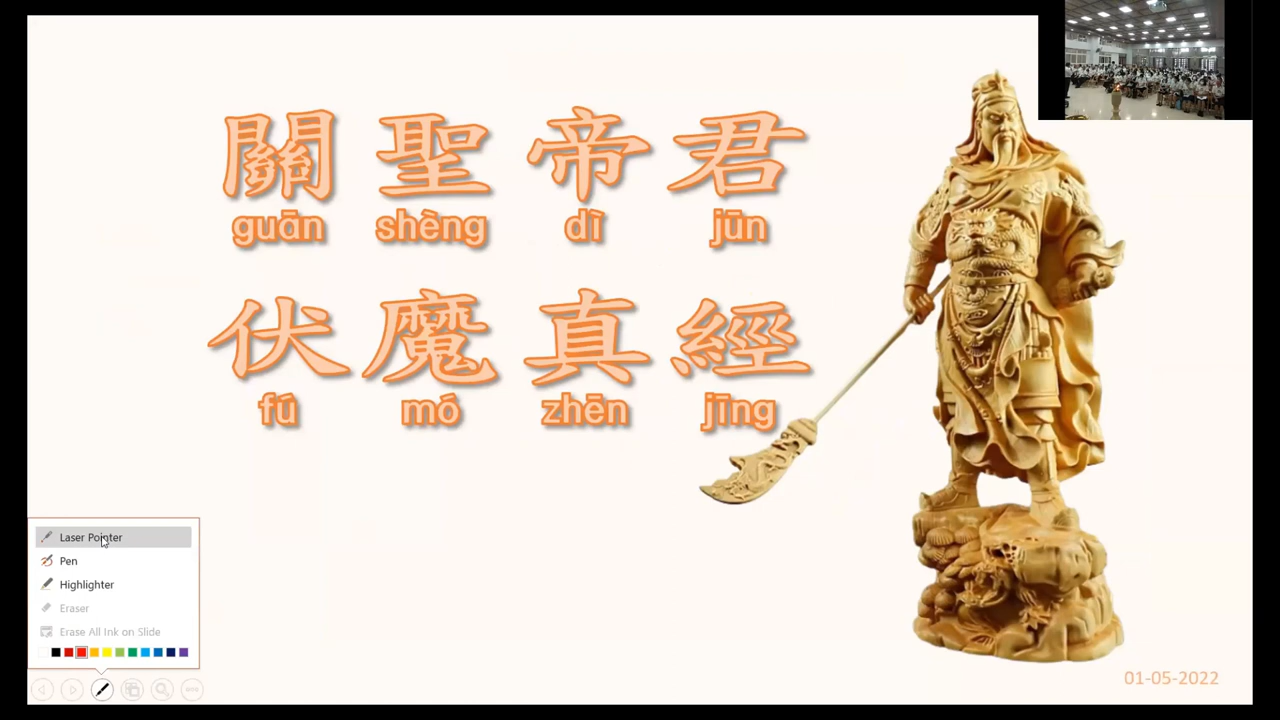 關聖帝君
guān shèng dì jūn
伏魔真經
fú mó zhēn jīng
Laser Pointer
Pen
Highlighter
Eraser
Erase All Ink on Slide
01-05-2022